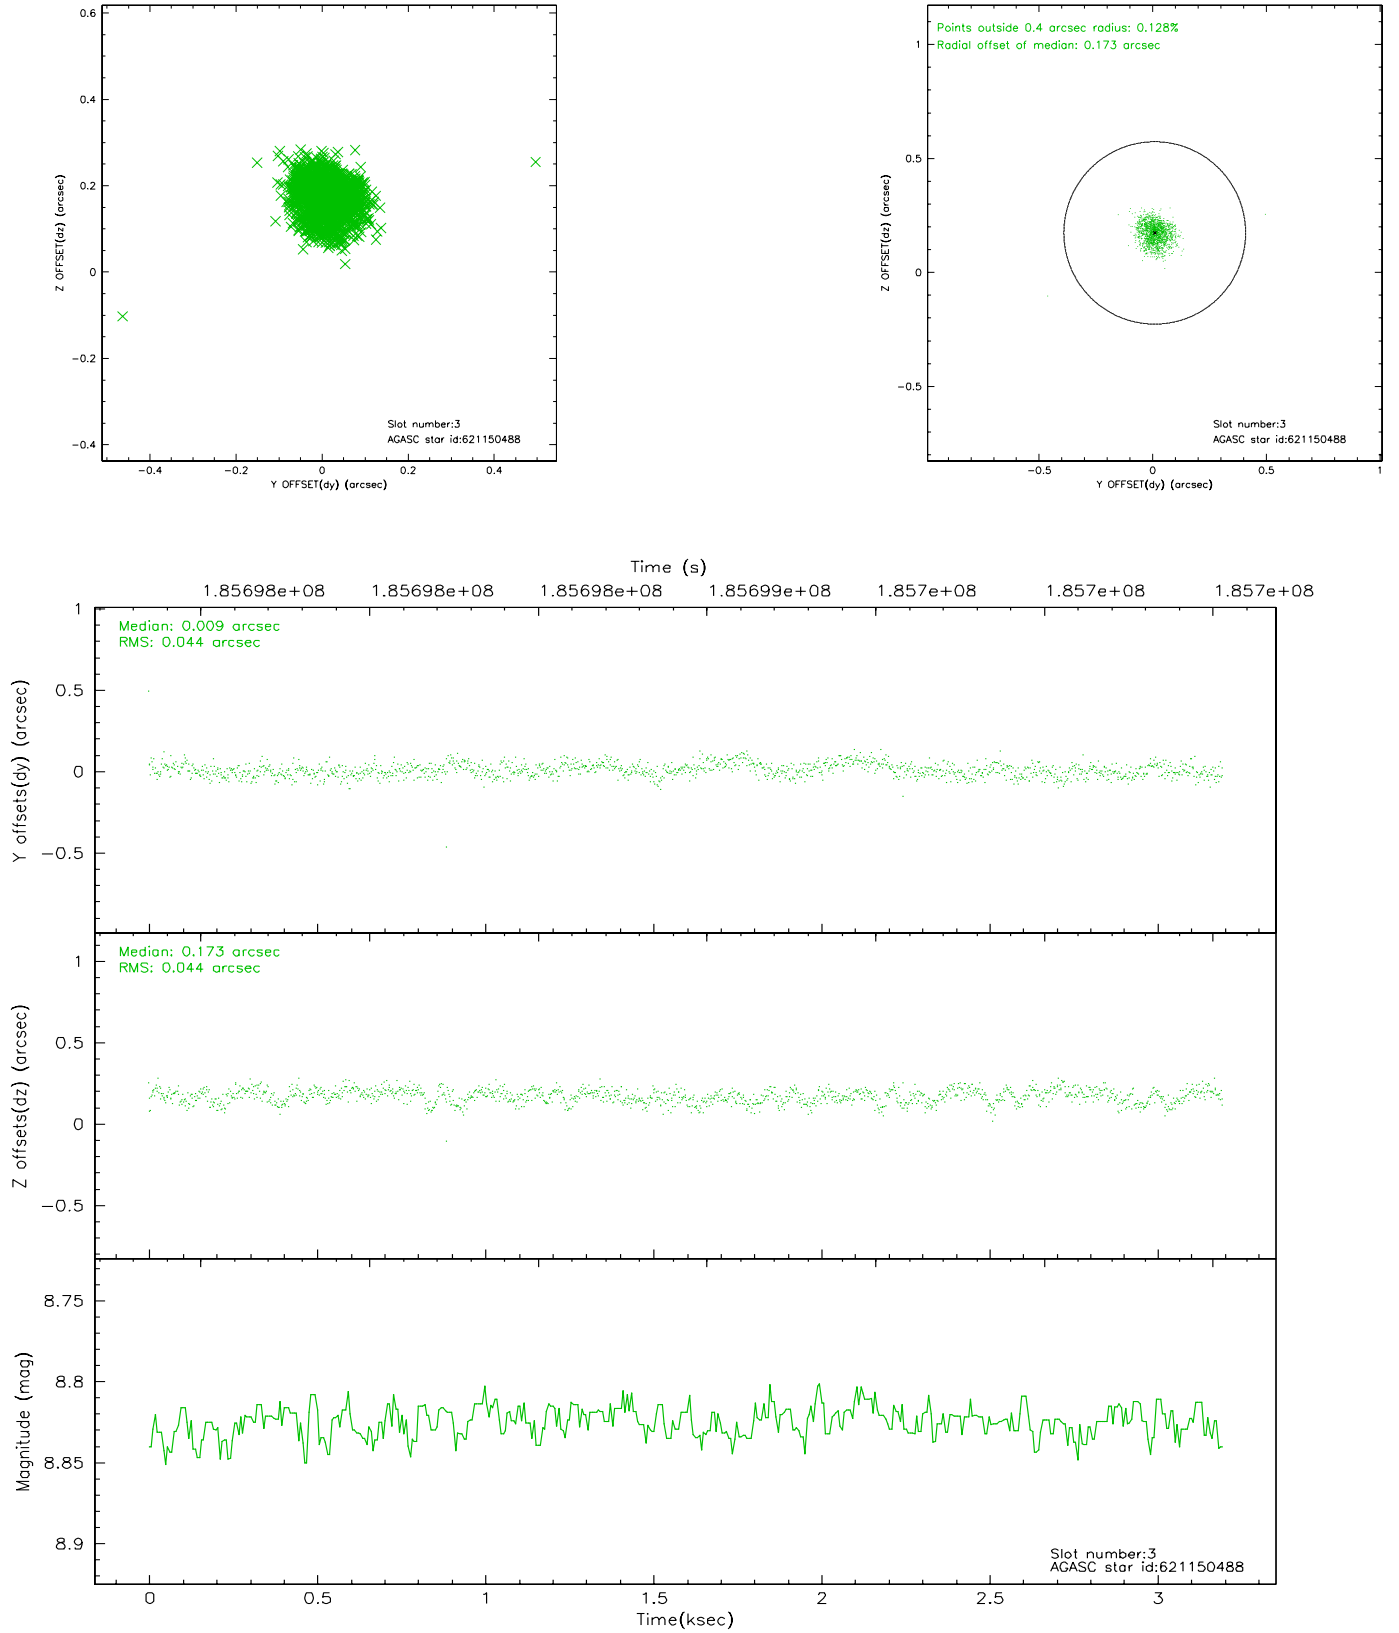 0.6
0.4
0.2
0
−0.2
−0.4
Z OFFSET(dz) (arcsec)
Slot number:3
AGASC star id:621150488
−0.4 −0.2 0 0.2 0.4
Y OFFSET(dy) (arcsec)
Points outside 0.4 arcsec radius: 0.128%
Radial offset of median: 0.173 arcsec
1
0.5
0
−0.5
Z OFFSET(dz) (arcsec)
Slot number:3
AGASC star id:621150488
−0.5 0 0.5 1
Y OFFSET(dy) (arcsec)
Time (s)
1.85698e+08 1.85698e+08 1.85698e+08 1.85699e+08 1.857e+08 1.857e+08 1.857e+08
Median: 0.009 arcsec
RMS: 0.044 arcsec
1
0.5
0
−0.5
Y offsets(dy) (arcsec)
Median: 0.173 arcsec
RMS: 0.044 arcsec
1
0.5
0
−0.5
Z offsets(dz) (arcsec)
8.75
8.8
8.85
8.9
Magnitude (mag)
Slot number:3
AGASC star id:621150488
0 0.5 1 1.5 2 2.5 3
Time(ksec)